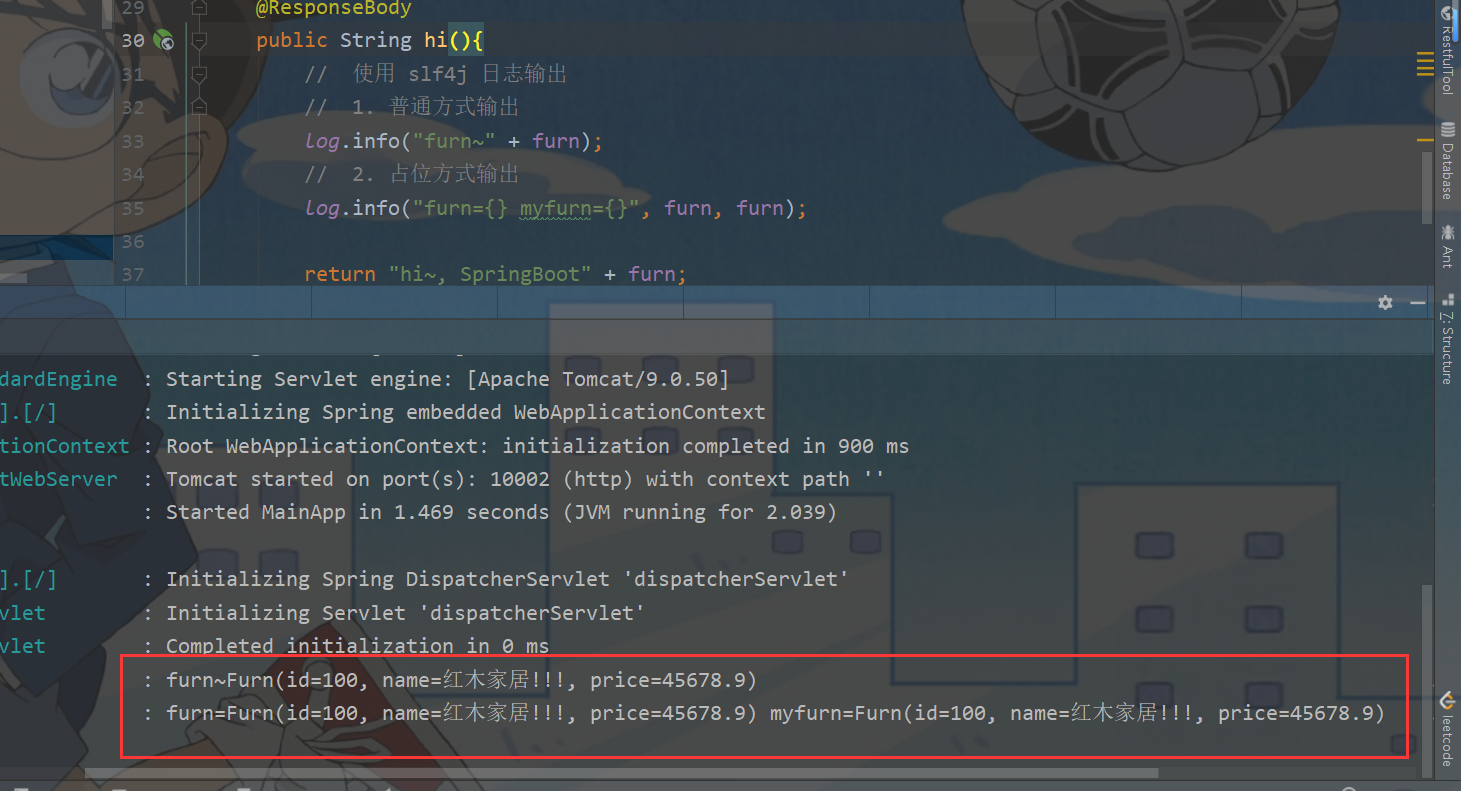 29 @ResponseBody
30 public String hi(){
31 // 使用 slf4j 日志输出
32 // 1. 普通方式输出
33 log.info("furn~" + furn);
34 // 2. 占位方式输出
35 log.info("furn={} myfurn={}", furn, furn);
36
37 return "hi~, SpringBoot" + furn;
dardEngine : Starting Servlet engine: [Apache Tomcat/9.0.50]
].[/] : Initializing Spring embedded WebApplicationContext
tionContext : Root WebApplicationContext: initialization completed in 900 ms
tWebServer : Tomcat started on port(s): 10002 (http) with context path ''
: Started MainApp in 1.469 seconds (JVM running for 2.039)
].[/] : Initializing Spring DispatcherServlet 'dispatcherServlet'
vlet : Initializing Servlet 'dispatcherServlet'
vlet : Completed initialization in 0 ms
: furn~Furn(id=100, name=红木家居!!!, price=45678.9)
: furn=Furn(id=100, name=红木家居!!!, price=45678.9) myfurn=Furn(id=100, name=红木家居!!!, price=45678.9)
RestfulTool
Database
Ant
7: Structure
leetcode